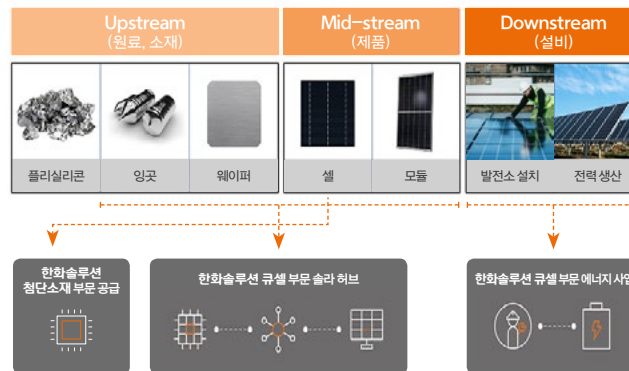 Upstream
(원료, 소재)
Mid-stream
(제품)
Downstream
(설비)
폴리실리콘
잉곳
웨이퍼
셀
모듈
발전소 설치
전력 생산
한화솔루션
첨단소재 부문 공급
한화솔루션 큐셀 부문 솔라 허브
한화솔루션 큐셀 부문 에너지 사업